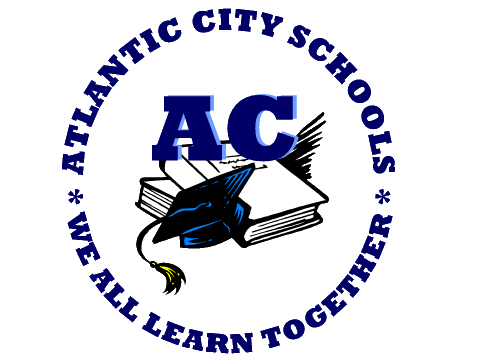 ATLANTIC CITY SCHOOLS
AC
* WE ALL LEARN TOGETHER *